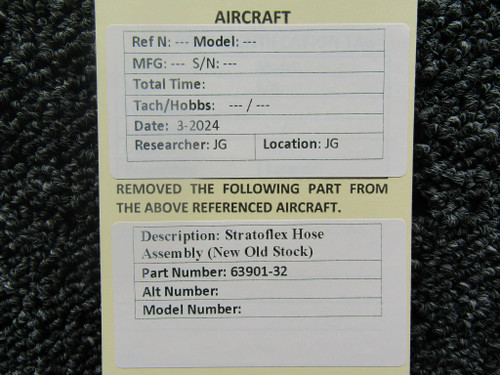 AIRCRAFT
Ref N: --- Model: ---
MFG: --- S/N: ---
Total Time:
Tach/Hobbs: --- / ---
Date: 3-2024
Researcher: JG Location: JG
REMOVED THE FOLLOWING PART FROM
THE ABOVE REFERENCED AIRCRAFT.
Description: Stratoflex Hose
Assembly (New Old Stock)
Part Number: 63901-32
Alt Number:
Model Number: